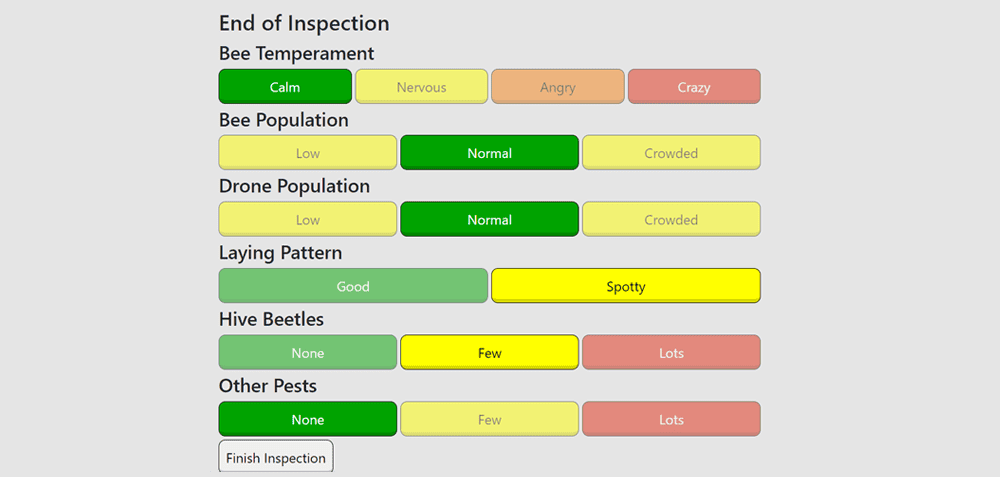 End of Inspection
Bee Temperament
Calm Nervous Angry Crazy
Bee Population
Low Normal Crowded
Drone Population
Low Normal Crowded
Laying Pattern
Good Spotty
Hive Beetles
None Few Lots
Other Pests
None Few Lots
Finish Inspection